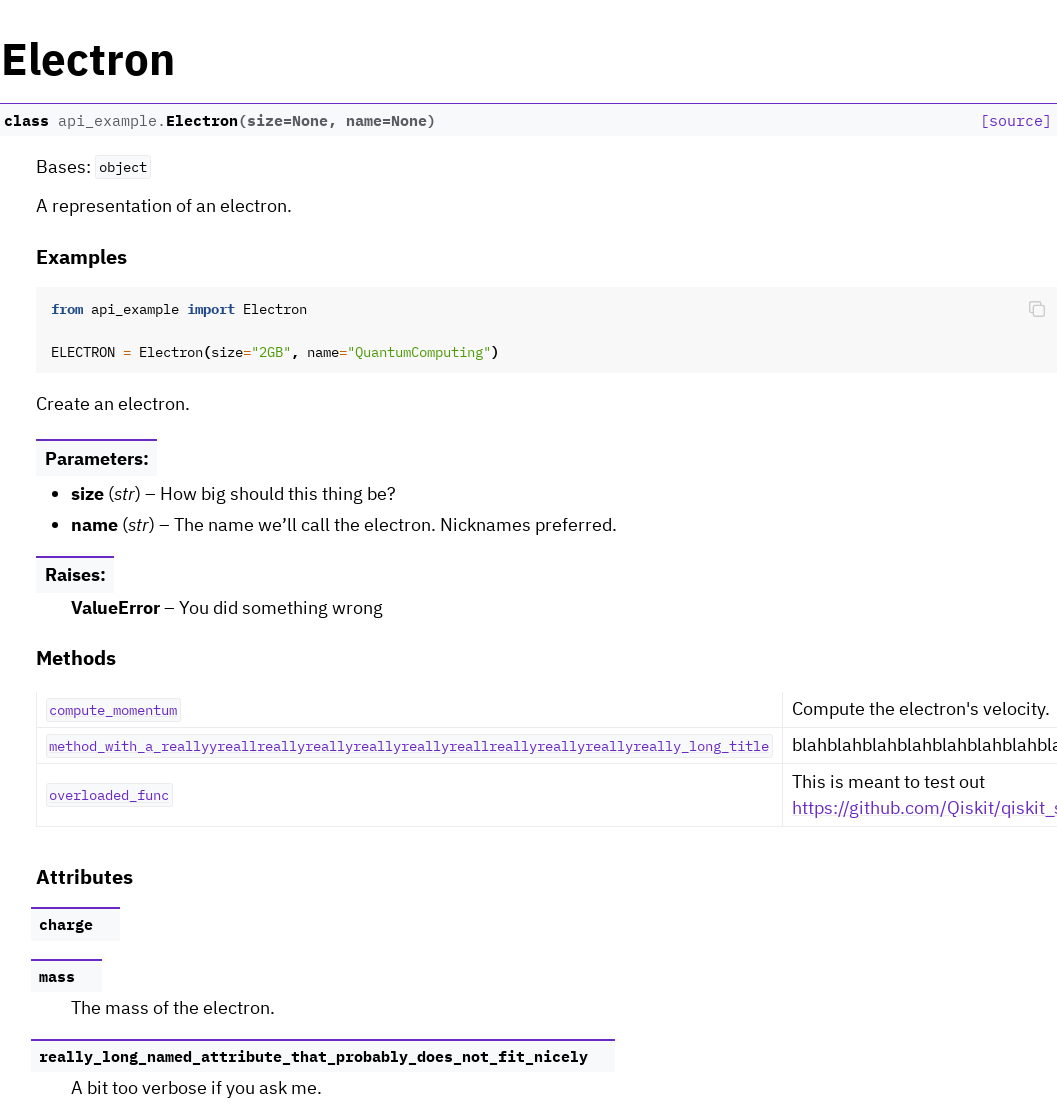 Electron
class api_example.Electron(size=None, name=None) [source]
Bases: object
A representation of an electron.
Examples
from api_example import Electron
ELECTRON = Electron(size="2GB", name="QuantumComputing")
Create an electron.
Parameters:
• size (str) – How big should this thing be?
• name (str) – The name we’ll call the electron. Nicknames preferred.
Raises:
ValueError – You did something wrong
Methods
compute_momentum Compute the electron's velocity.
method_with_a_reallyyreallreallyreallyreallyreallyreallreallyreallyreallyreally_long_title blahblahblahblahblahblahblahbla
overloaded_func This is meant to test out
https://github.com/Qiskit/qiskit_s
Attributes
charge
mass
The mass of the electron.
really_long_named_attribute_that_probably_does_not_fit_nicely
A bit too verbose if you ask me.